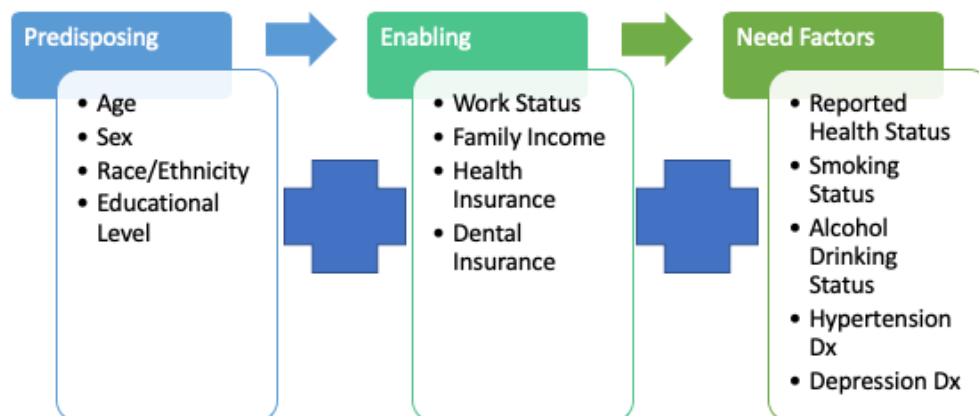 Predisposing
• Age
• Sex
• Race/Ethnicity
• Educational
Level
Enabling
• Work Status
• Family Income
• Health
Insurance
• Dental
Insurance
Need Factors
• Reported
Health Status
• Smoking
Status
• Alcohol
Drinking
Status
• Hypertension
Dx
• Depression Dx